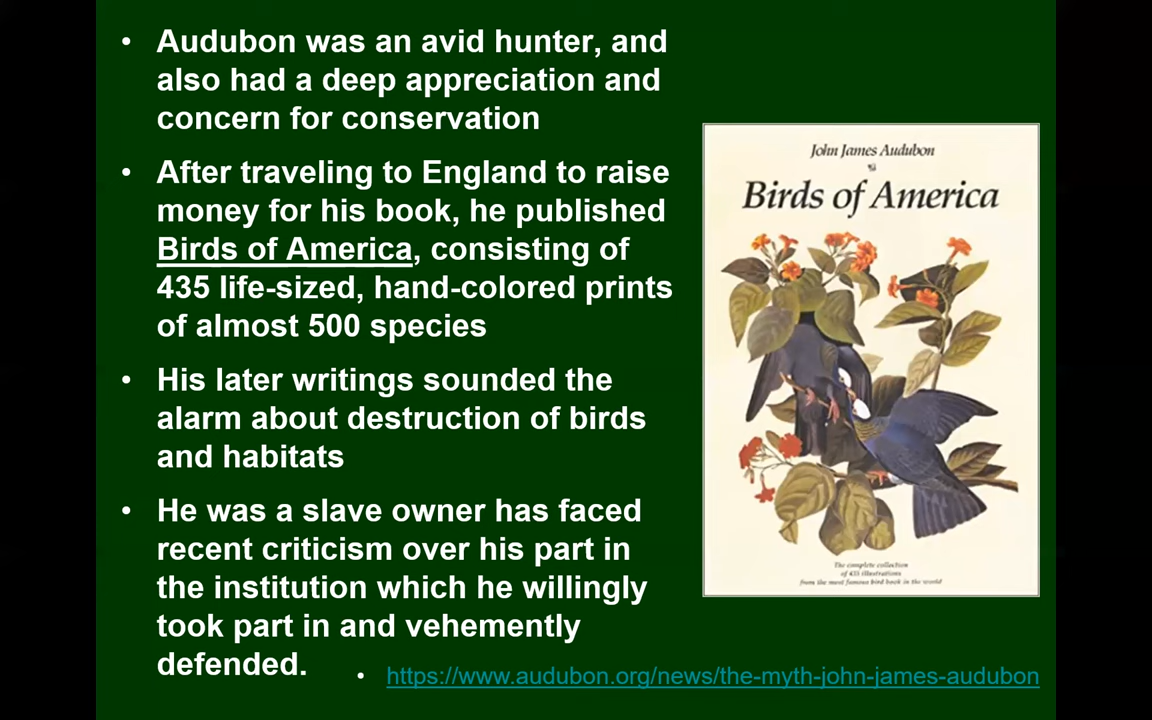 • Audubon was an avid hunter, and
also had a deep appreciation and
concern for conservation
• After traveling to England to raise
money for his book, he published
Birds of America, consisting of
435 life-sized, hand-colored prints
of almost 500 species
• His later writings sounded the
alarm about destruction of birds
and habitats
• He was a slave owner has faced
recent criticism over his part in
the institution which he willingly
took part in and vehemently
defended.
• https://www.audubon.org/news/the-myth-john-james-audubon
John James Audubon
Birds of America
The complete collection
of 435 illustrations
from the most famous bird book in the world